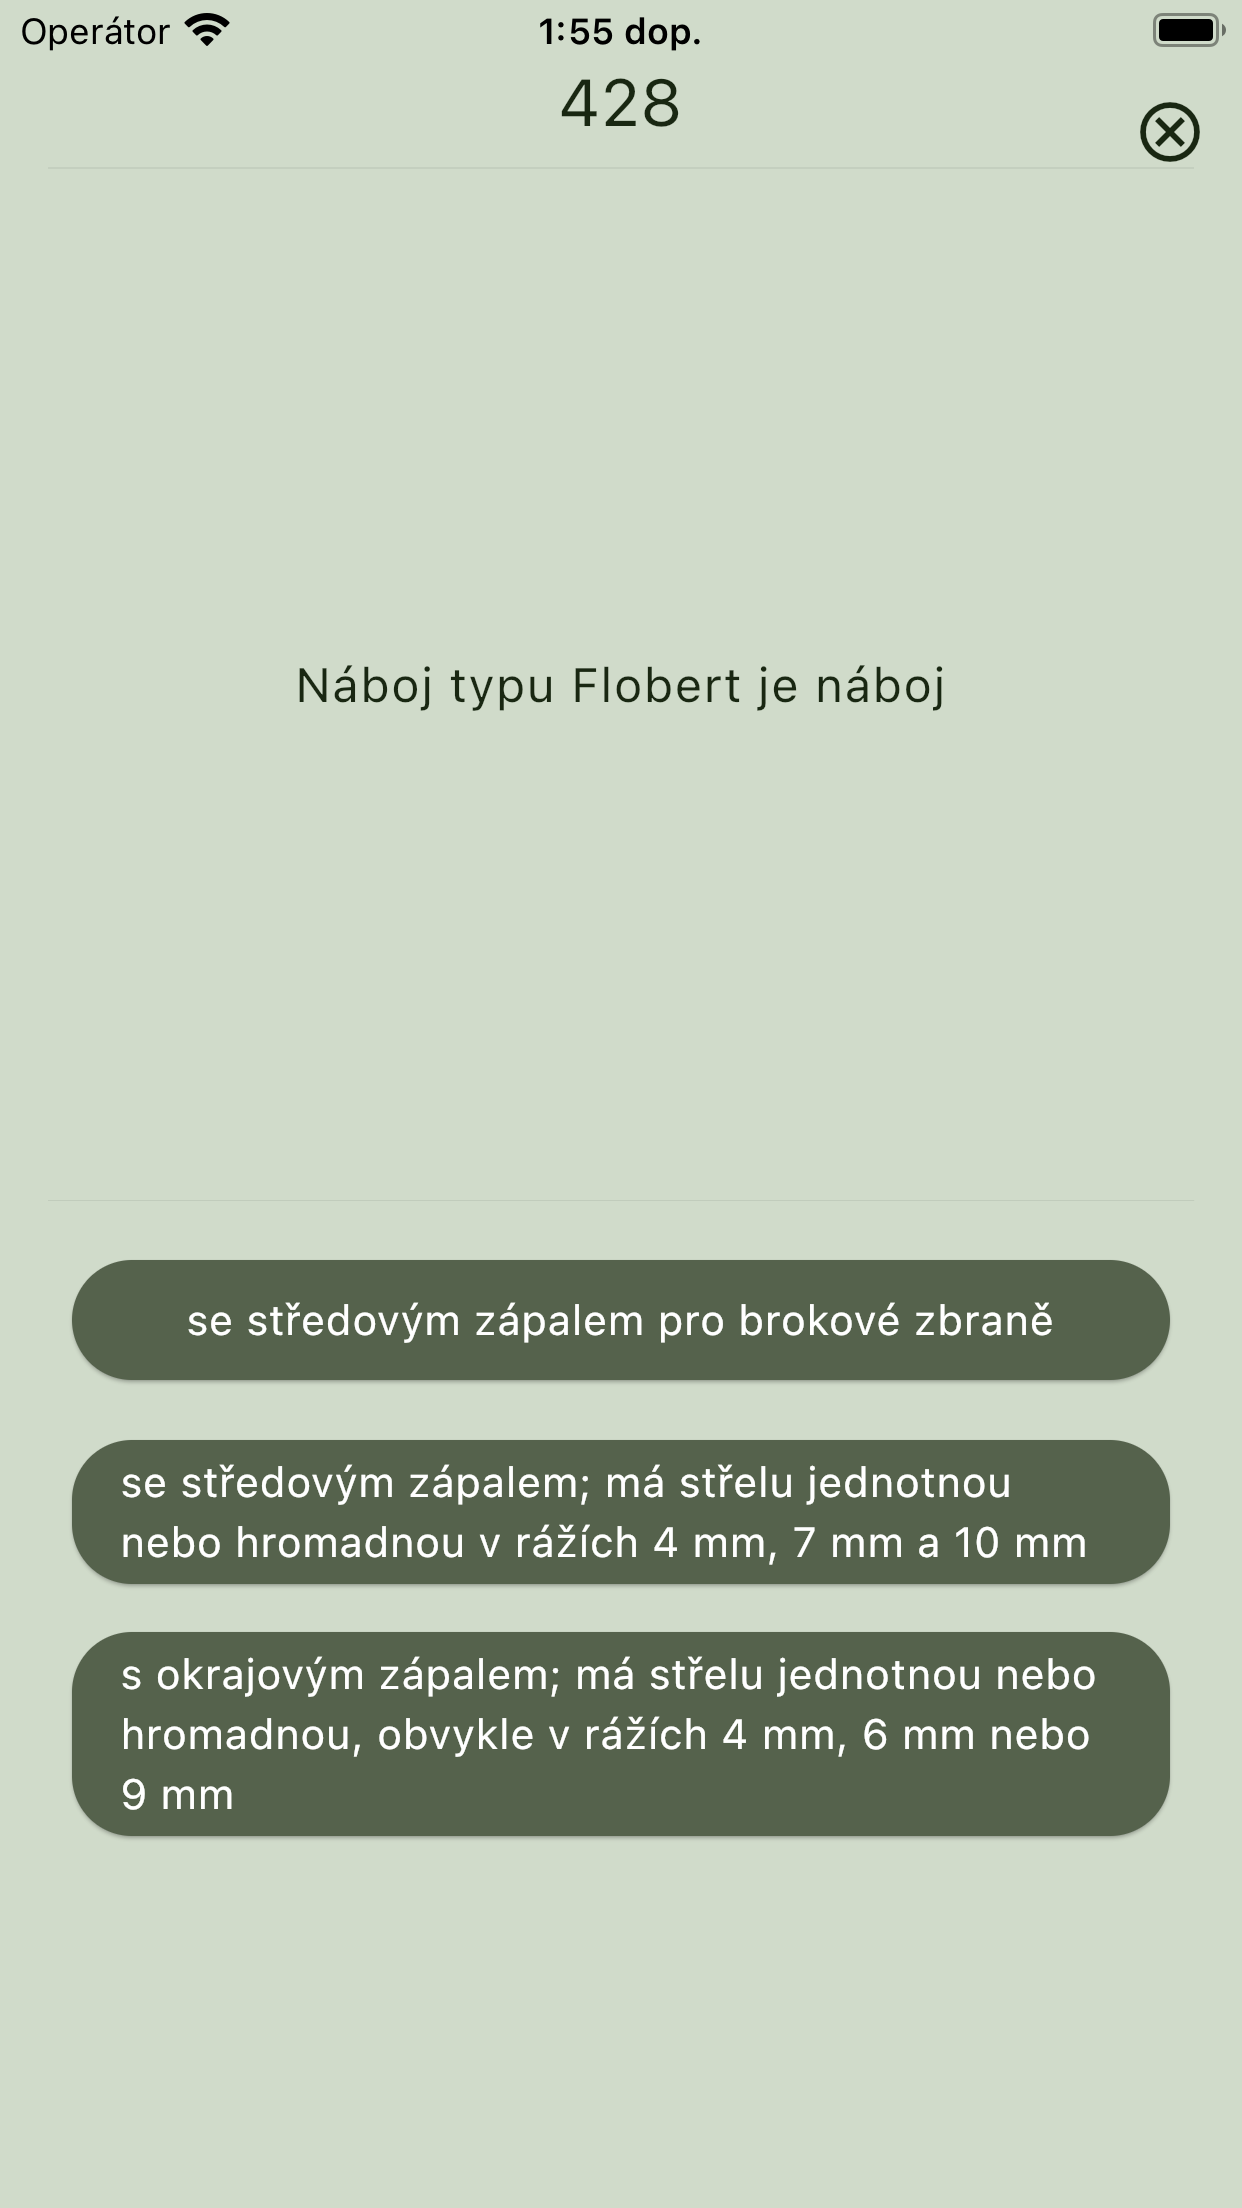 Operátor
1:55 dop.
428
Náboj typu Flobert je náboj
se středovým zápalem pro brokové zbraně
se středovým zápalem; má střelu jednotnou
nebo hromadnou v rážích 4 mm, 7 mm a 10 mm
s okrajovým zápalem; má střelu jednotnou nebo
hromadnou, obvykle v rážích 4 mm, 6 mm nebo
9 mm